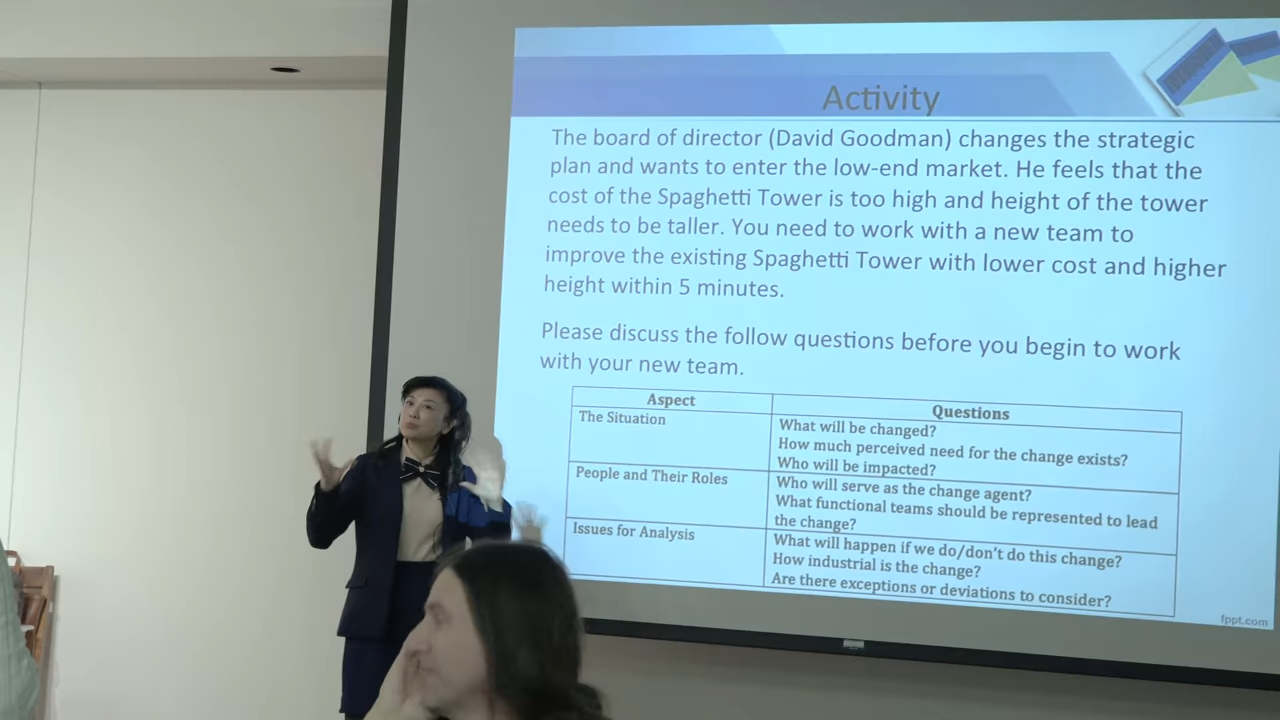 Activity
The board of director (David Goodman) changes the strategic
plan and wants to enter the low-end market. He feels that the
cost of the Spaghetti Tower is too high and height of the tower
needs to be taller. You need to work with a new team to
improve the existing Spaghetti Tower with lower cost and higher
height within 5 minutes.
Please discuss the follow questions before you begin to work
with your new team.
Aspect
Questions
The Situation
What will be changed?
How much perceived need for the change exists?
Who will be impacted?
People and Their Roles
Who will serve as the change agent?
What functional teams should be represented to lead
the change?
Issues for Analysis
What will happen if we do/don't do this change?
How industrial is the change?
Are there exceptions or deviations to consider?
fppt.com